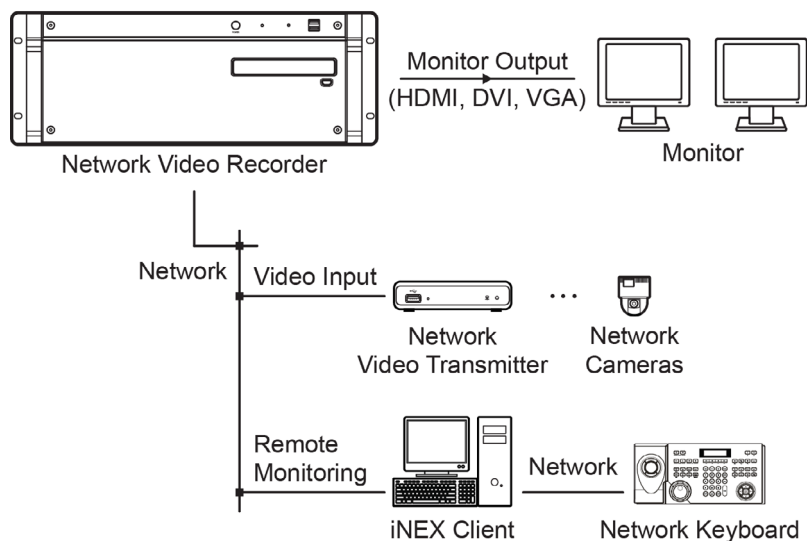 Monitor Output
(HDMI, DVI, VGA)
Network Video Recorder
Monitor
Network
Video Input
Network
Video Transmitter
...
Network
Cameras
Remote
Monitoring
Network
iNEX Client
Network Keyboard